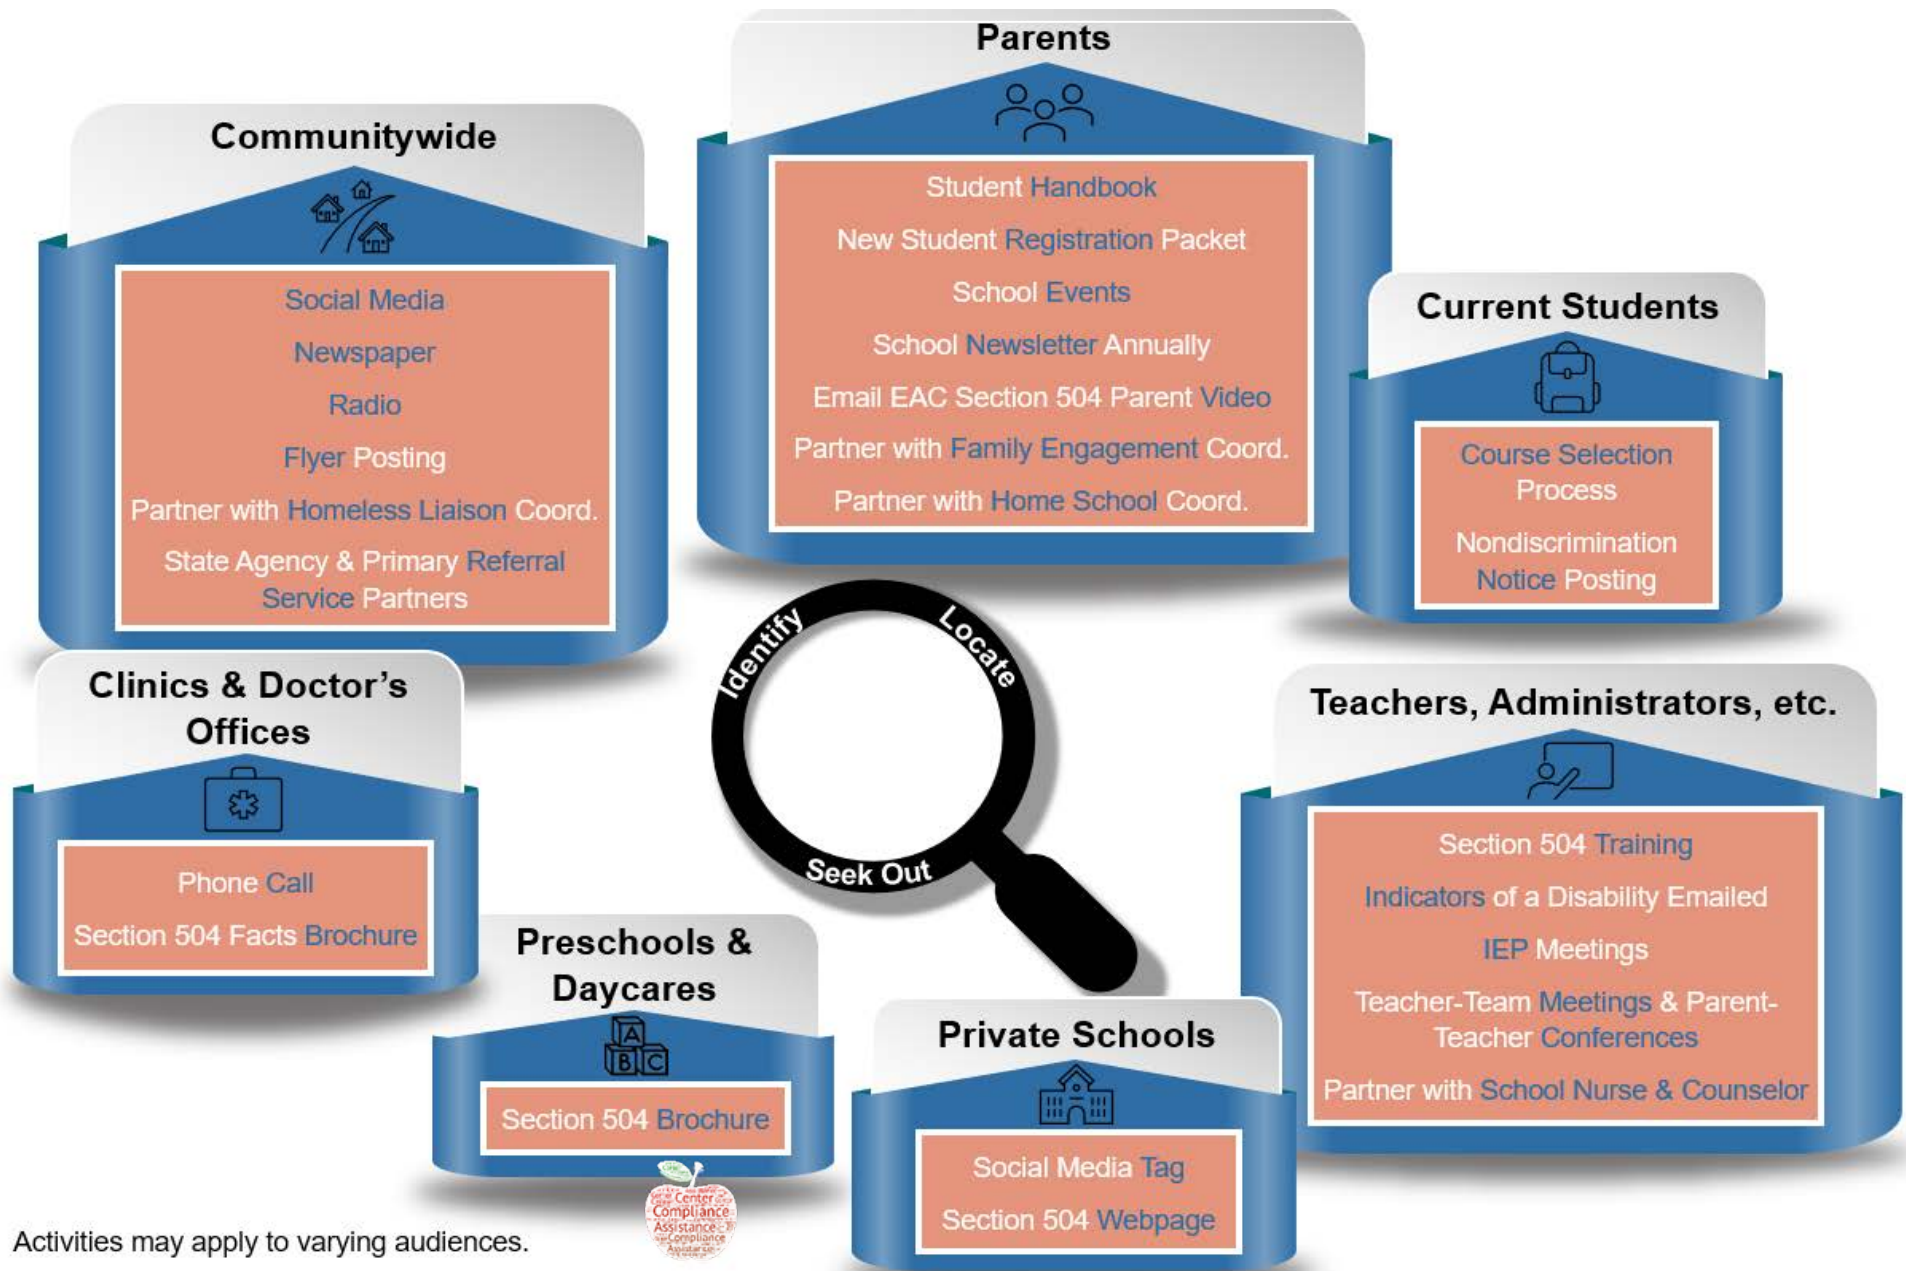 Parents
Student Handbook
New Student Registration Packet
School Events
School Newsletter Annually
Email EAC Section 504 Parent Video
Partner with Family Engagement Coord.
Partner with Home School Coord.
Communitywide
Social Media
Newspaper
Radio
Flyer Posting
Partner with Homeless Liaison Coord.
State Agency & Primary Referral
Service Partners
Current Students
Course Selection
Process
Nondiscrimination
Notice Posting
Identify
Locate
Seek Out
Clinics & Doctor's
Offices
Phone Call
Section 504 Facts Brochure
Teachers, Administrators, etc.
Section 504 Training
Indicators of a Disability Emailed
IEP Meetings
Teacher-Team Meetings & Parent-
Teacher Conferences
Partner with School Nurse & Counselor
Preschools &
Daycares
A
B C
Section 504 Brochure
Private Schools
Social Media Tag
Section 504 Webpage
Center
Compliance
Assistance
Compliance
Activities may apply to varying audiences.